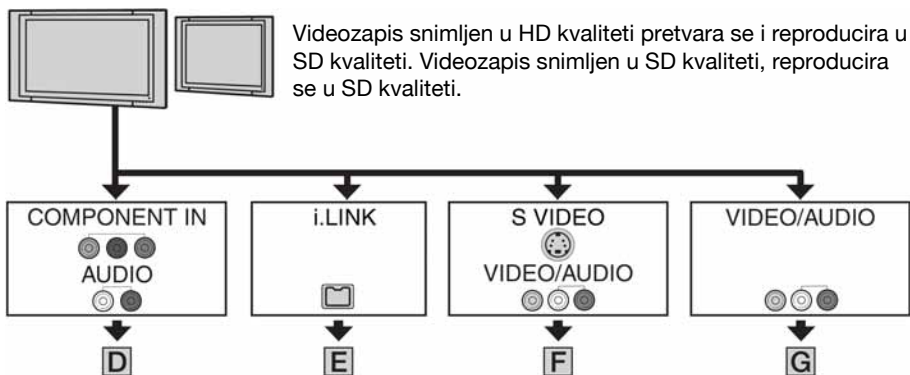 Videozapis snimljen u HD kvaliteti pretvara se i reproducira u
SD kvaliteti. Videozapis snimljen u SD kvaliteti, reproducira
se u SD kvaliteti.
COMPONENT IN
AUDIO
i.LINK
S VIDEO
VIDEO/AUDIO
VIDEO/AUDIO
D
E
F
G